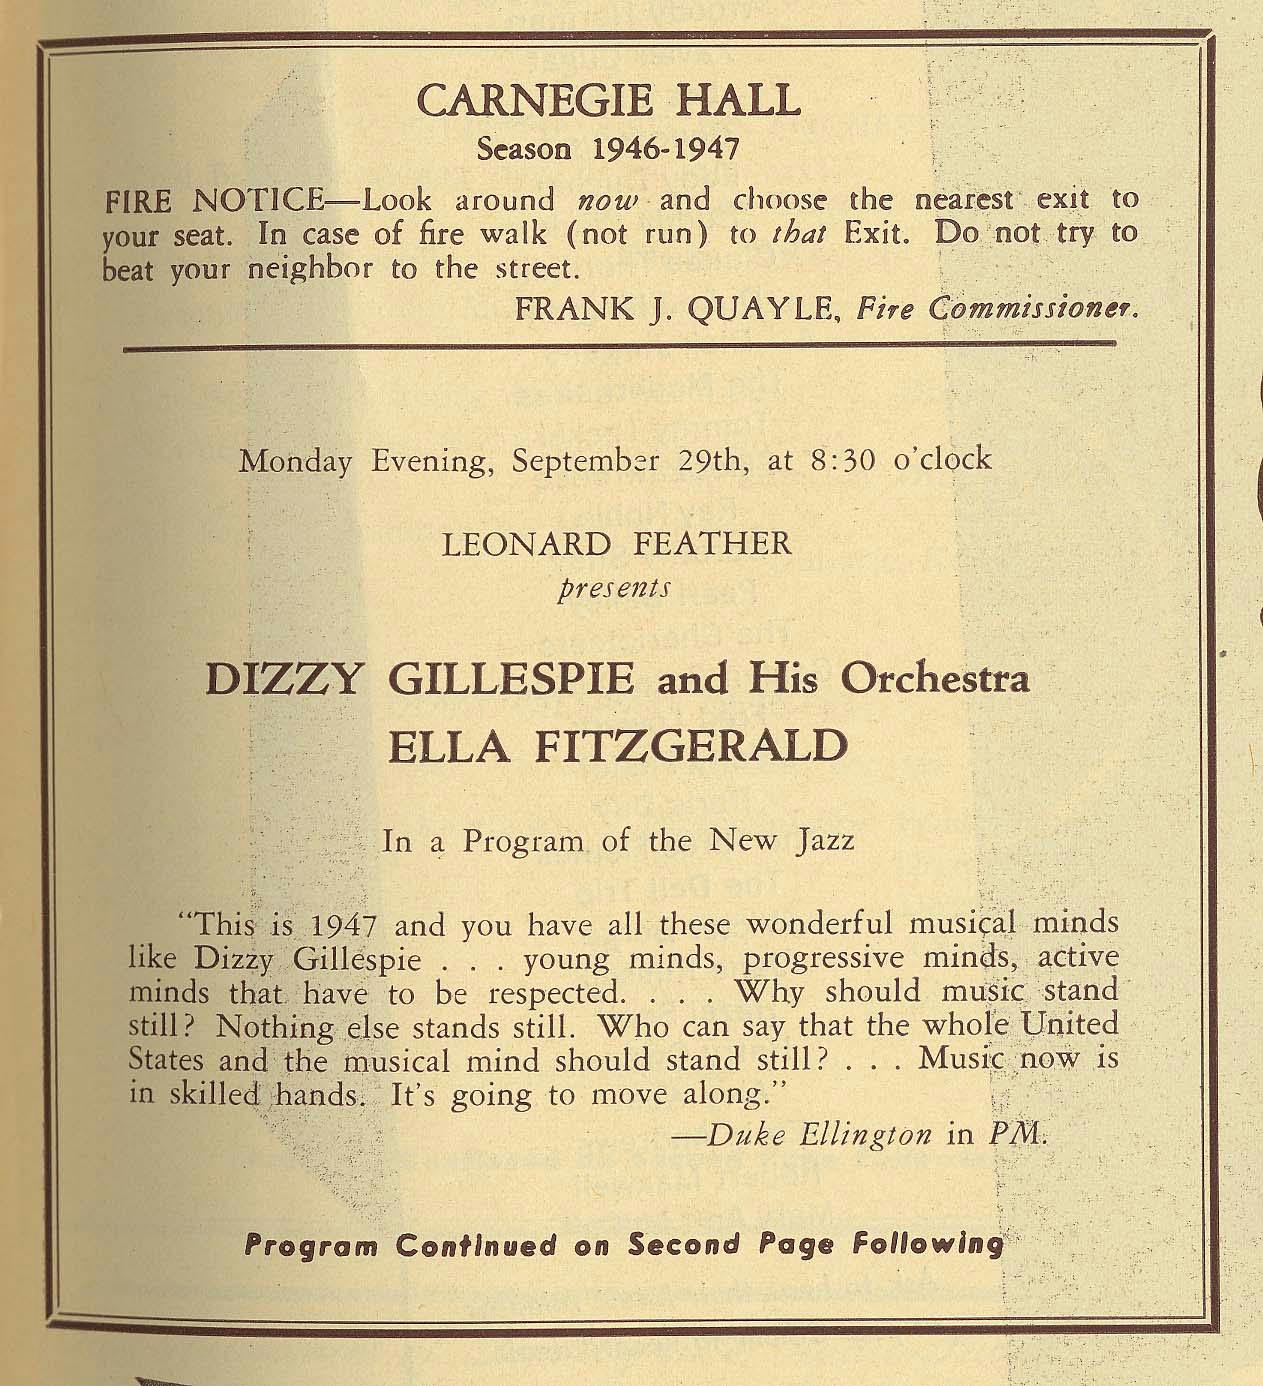 CARNEGIE HALL
Season 1946-1947
FIRE NOTICE—Look around now and choose the nearest exit to
your seat. In case of fire walk (not run) to that Exit. Do not try to
beat your neighbor to the street.
FRANK J. QUAYLE, Fire Commissioner.
Monday Evening, September 29th, at 8:30 o'clock
LEONARD FEATHER
presents
DIZZY GILLESPIE and His Orchestra
ELLA FITZGERALD
In a Program of the New Jazz
"This is 1947 and you have all these wonderful musical minds
like Dizzy Gillespie . . . young minds, progressive minds, active
minds that have to be respected. . . . Why should music stand
still? Nothing else stands still. Who can say that the whole United
States and the musical mind should stand still? . . . Music now is
in skilled hands. It's going to move along."
—Duke Ellington in PM.
Program Continued on Second Page Following